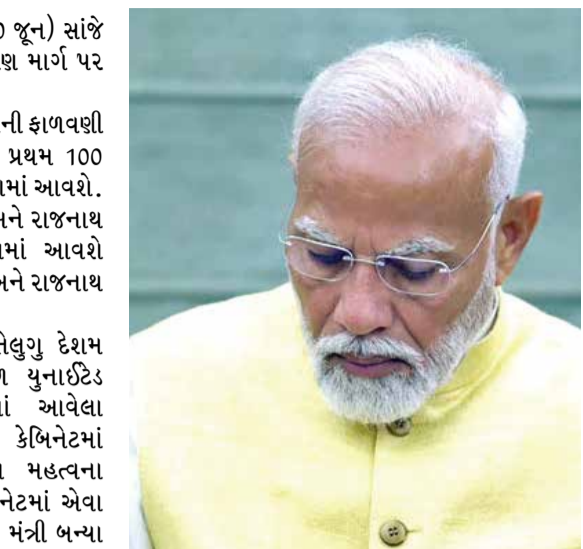 જૂન) સાંજે
માર્ગ પર
ની ફાળવણી
પ્રથમ 100
માં આવશે.
અને રાજનાથ
માં આવશે
અને રાજનાથ
તેલુગુ દેશમ
યુનાઈટેડ
આવેલા
કેબિનેટમાં
મહત્વના
નેટમાં એવા
મંત્રી બન્યા